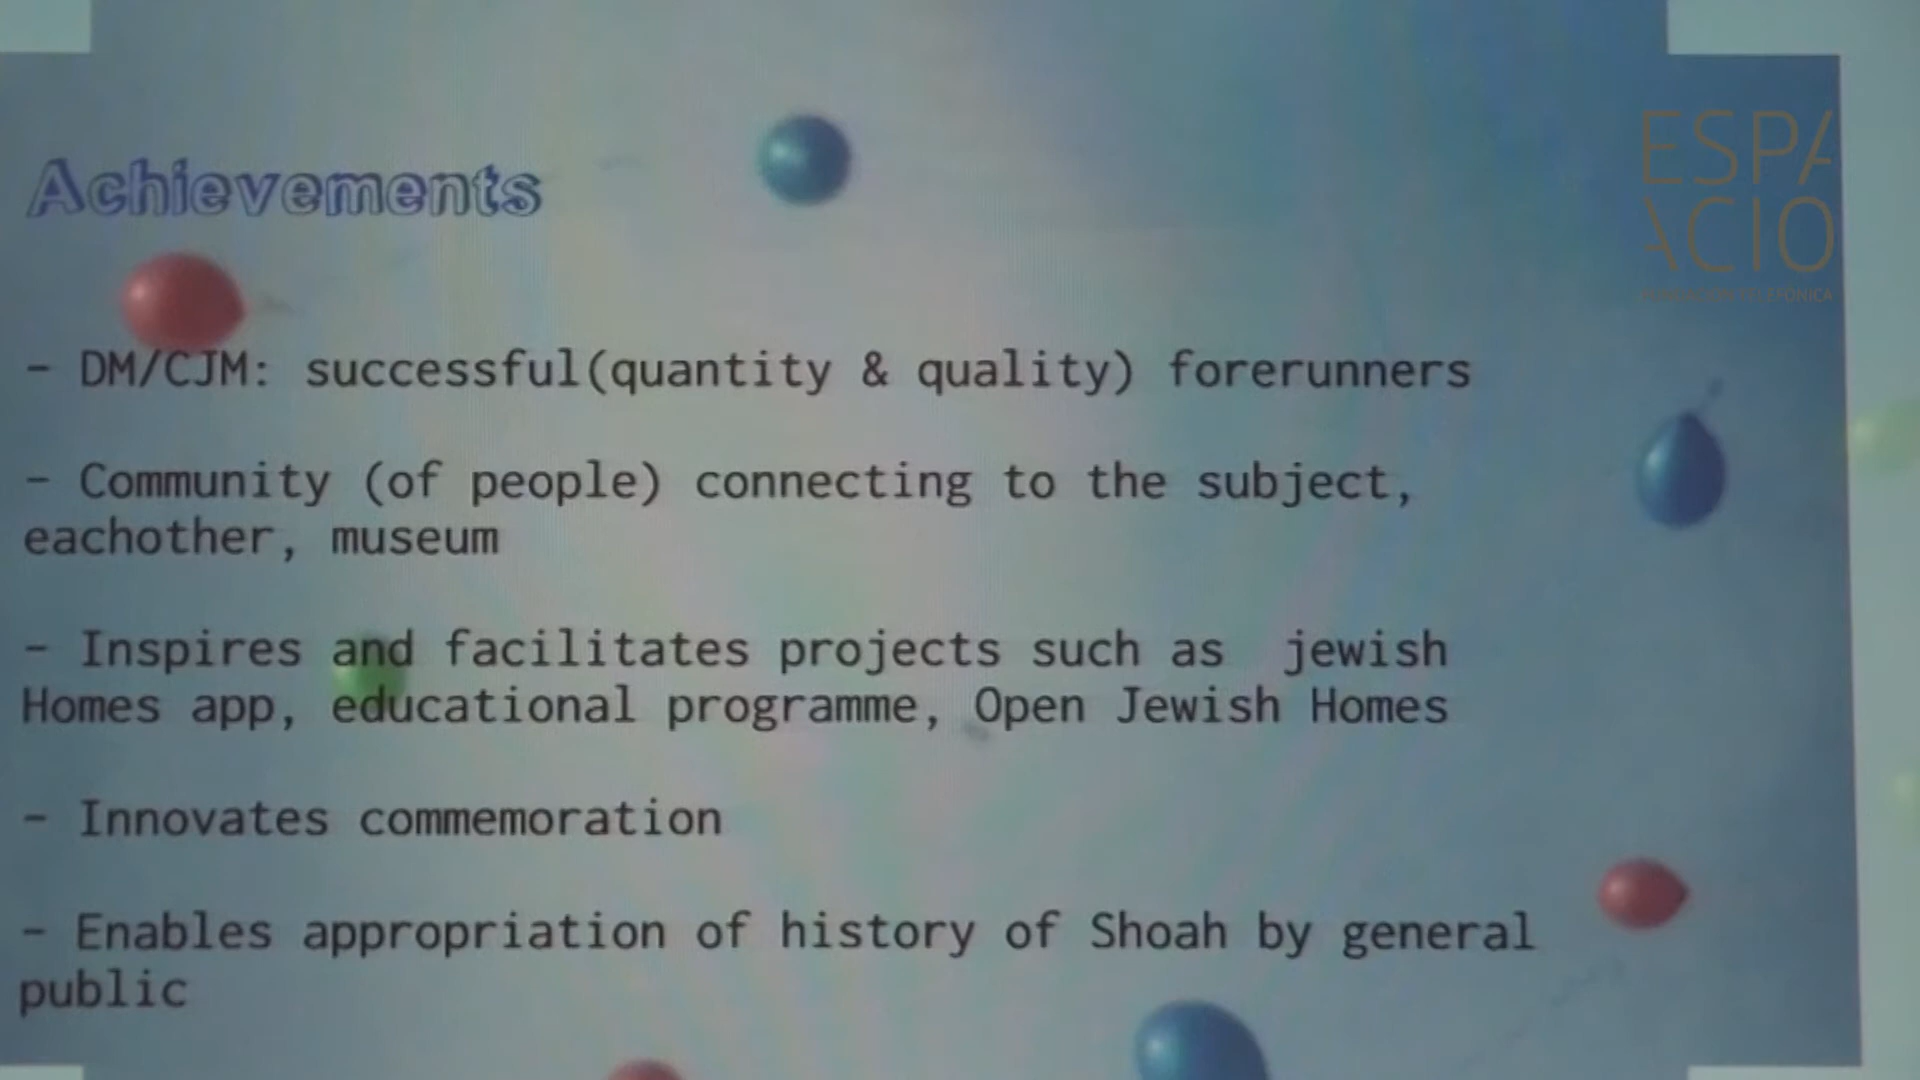 Achievements
ESPA
ACIO
FUNDACIÓN TELEFÓNICA
- DM/CJM: successful(quantity & quality) forerunners
- Community (of people) connecting to the subject,
eachother, museum
- Inspires and facilitates projects such as jewish
Homes app, educational programme, Open Jewish Homes
- Innovates commemoration
- Enables appropriation of history of Shoah by general
public